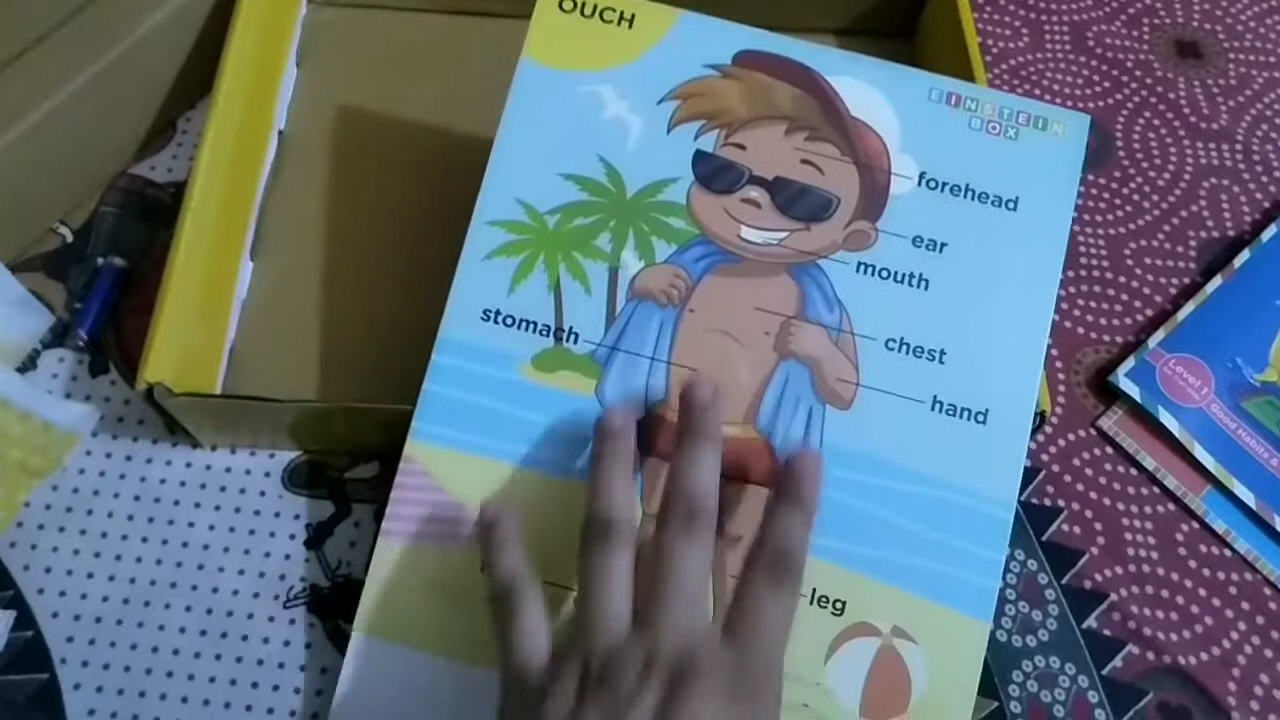 OUCH
EINSTEIN
BOX
forehead
ear
mouth
stomach
chest
hand
leg
Level 1
Good Habits &